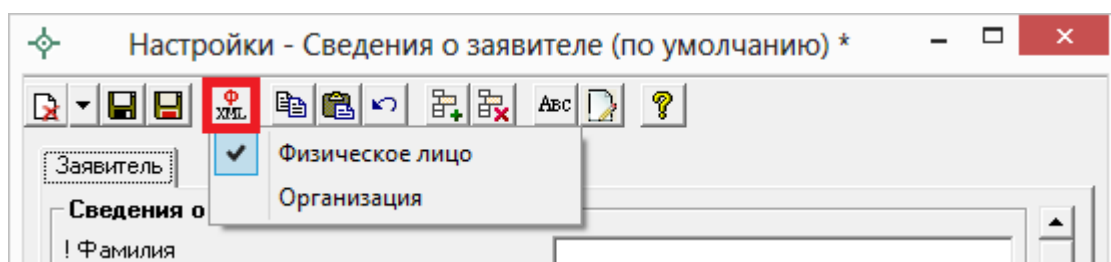 Настройки - Сведения о заявителе (по умолчанию) *
Ф
XML
ABC
?
Физическое лицо
Заявитель
Организация
Сведения о
! Фамилия